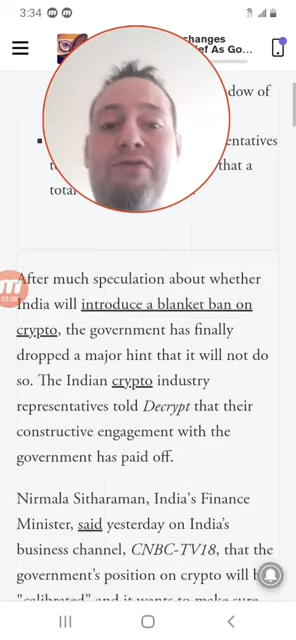 3:34
changes
ief As Go...
dow of
entatives
that a
tota
After much speculation about whether
India will introduce a blanket ban on
crypto, the government has finally
dropped a major hint that it will not do
so. The Indian crypto industry
representatives told Decrypt that their
constructive engagement with the
government has paid off.
Nirmala Sitharaman, India's Finance
Minister, said yesterday on India's
business channel, CNBC-TV18, that the
government's position on crypto will b
"calibrated" and it wants to make sure